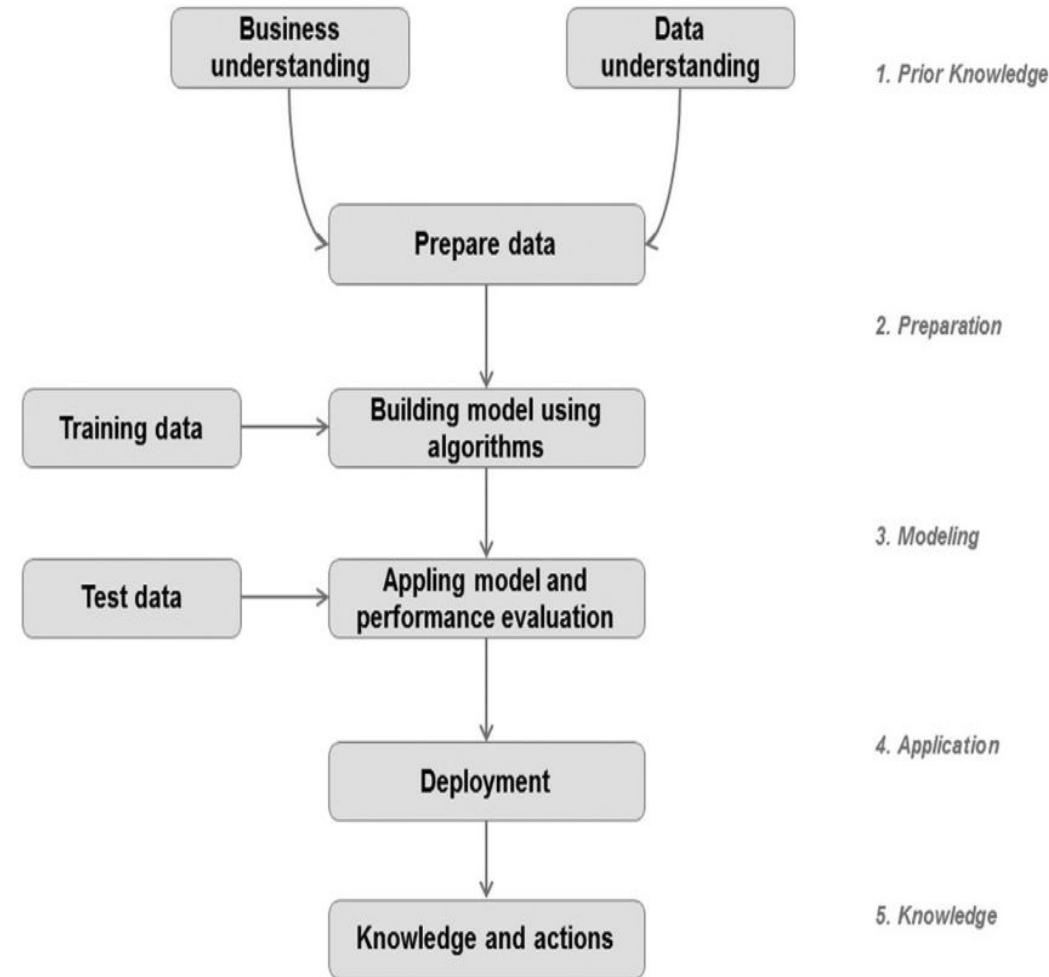 Business
understanding
Data
understanding
1. Prior Knowledge
Prepare data
2. Preparation
Training data
Building model using
algorithms
3. Modeling
Test data
Appling model and
performance evaluation
4. Application
Deployment
5. Knowledge
Knowledge and actions